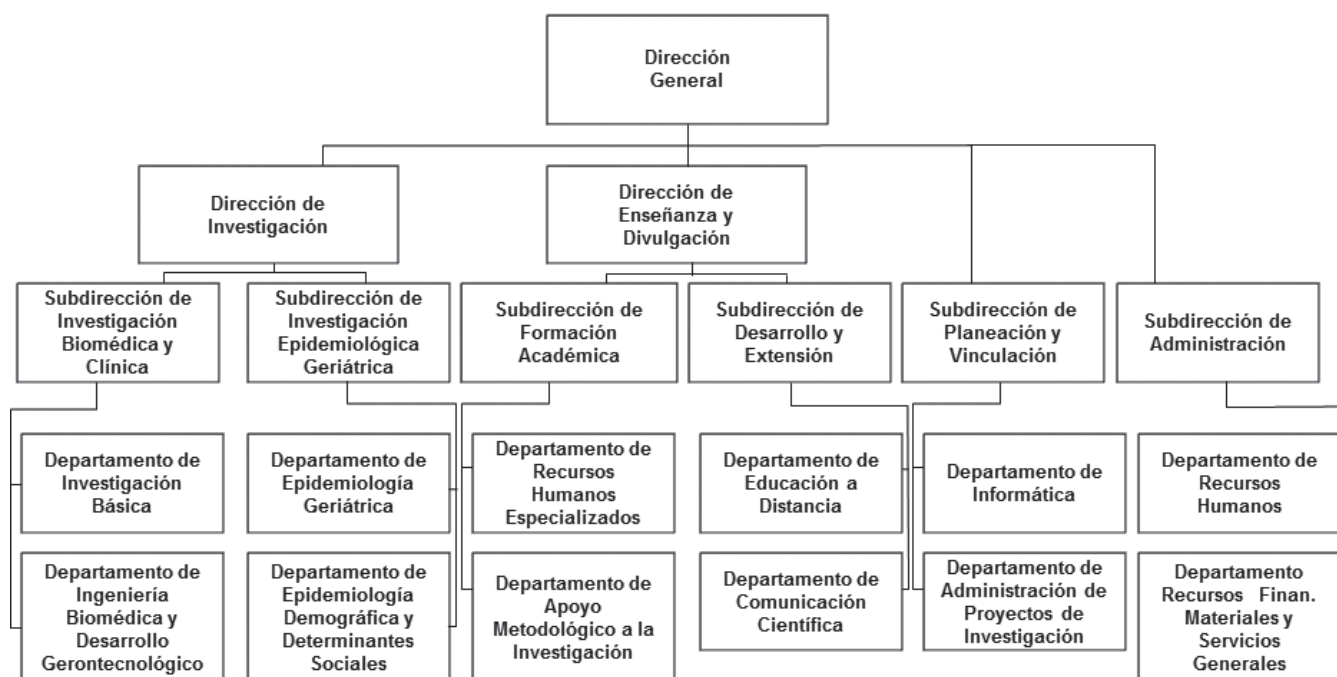 Dirección
General
Dirección de
Investigación
Dirección de
Enseñanza y
Divulgación
Subdirección de
Investigación
Biomédica y
Clínica
Subdirección de
Investigación
Epidemiológica
Geriátrica
Subdirección de
Formación
Académica
Subdirección de
Desarrollo y
Extensión
Subdirección de
Planeación y
Vinculación
Subdirección de
Administración
Departamento de
Investigación
Básica
Departamento de
Epidemiología
Geriátrica
Departamento de
Recursos
Humanos
Especializados
Departamento de
Educación a
Distancia
Departamento de
Informática
Departamento de
Recursos
Humanos
Departamento de
Ingeniería
Biomédica y
Desarrollo
Gerontecnológico
Departamento de
Epidemiología
Demográfica y
Determinantes
Sociales
Departamento de
Apoyo
Metodológico a la
Investigación
Departamento de
Comunicación
Científica
Departamento de
Administración de
Proyectos de
Investigación
Departamento
Recursos Finan.
Materiales y
Servicios
Generales